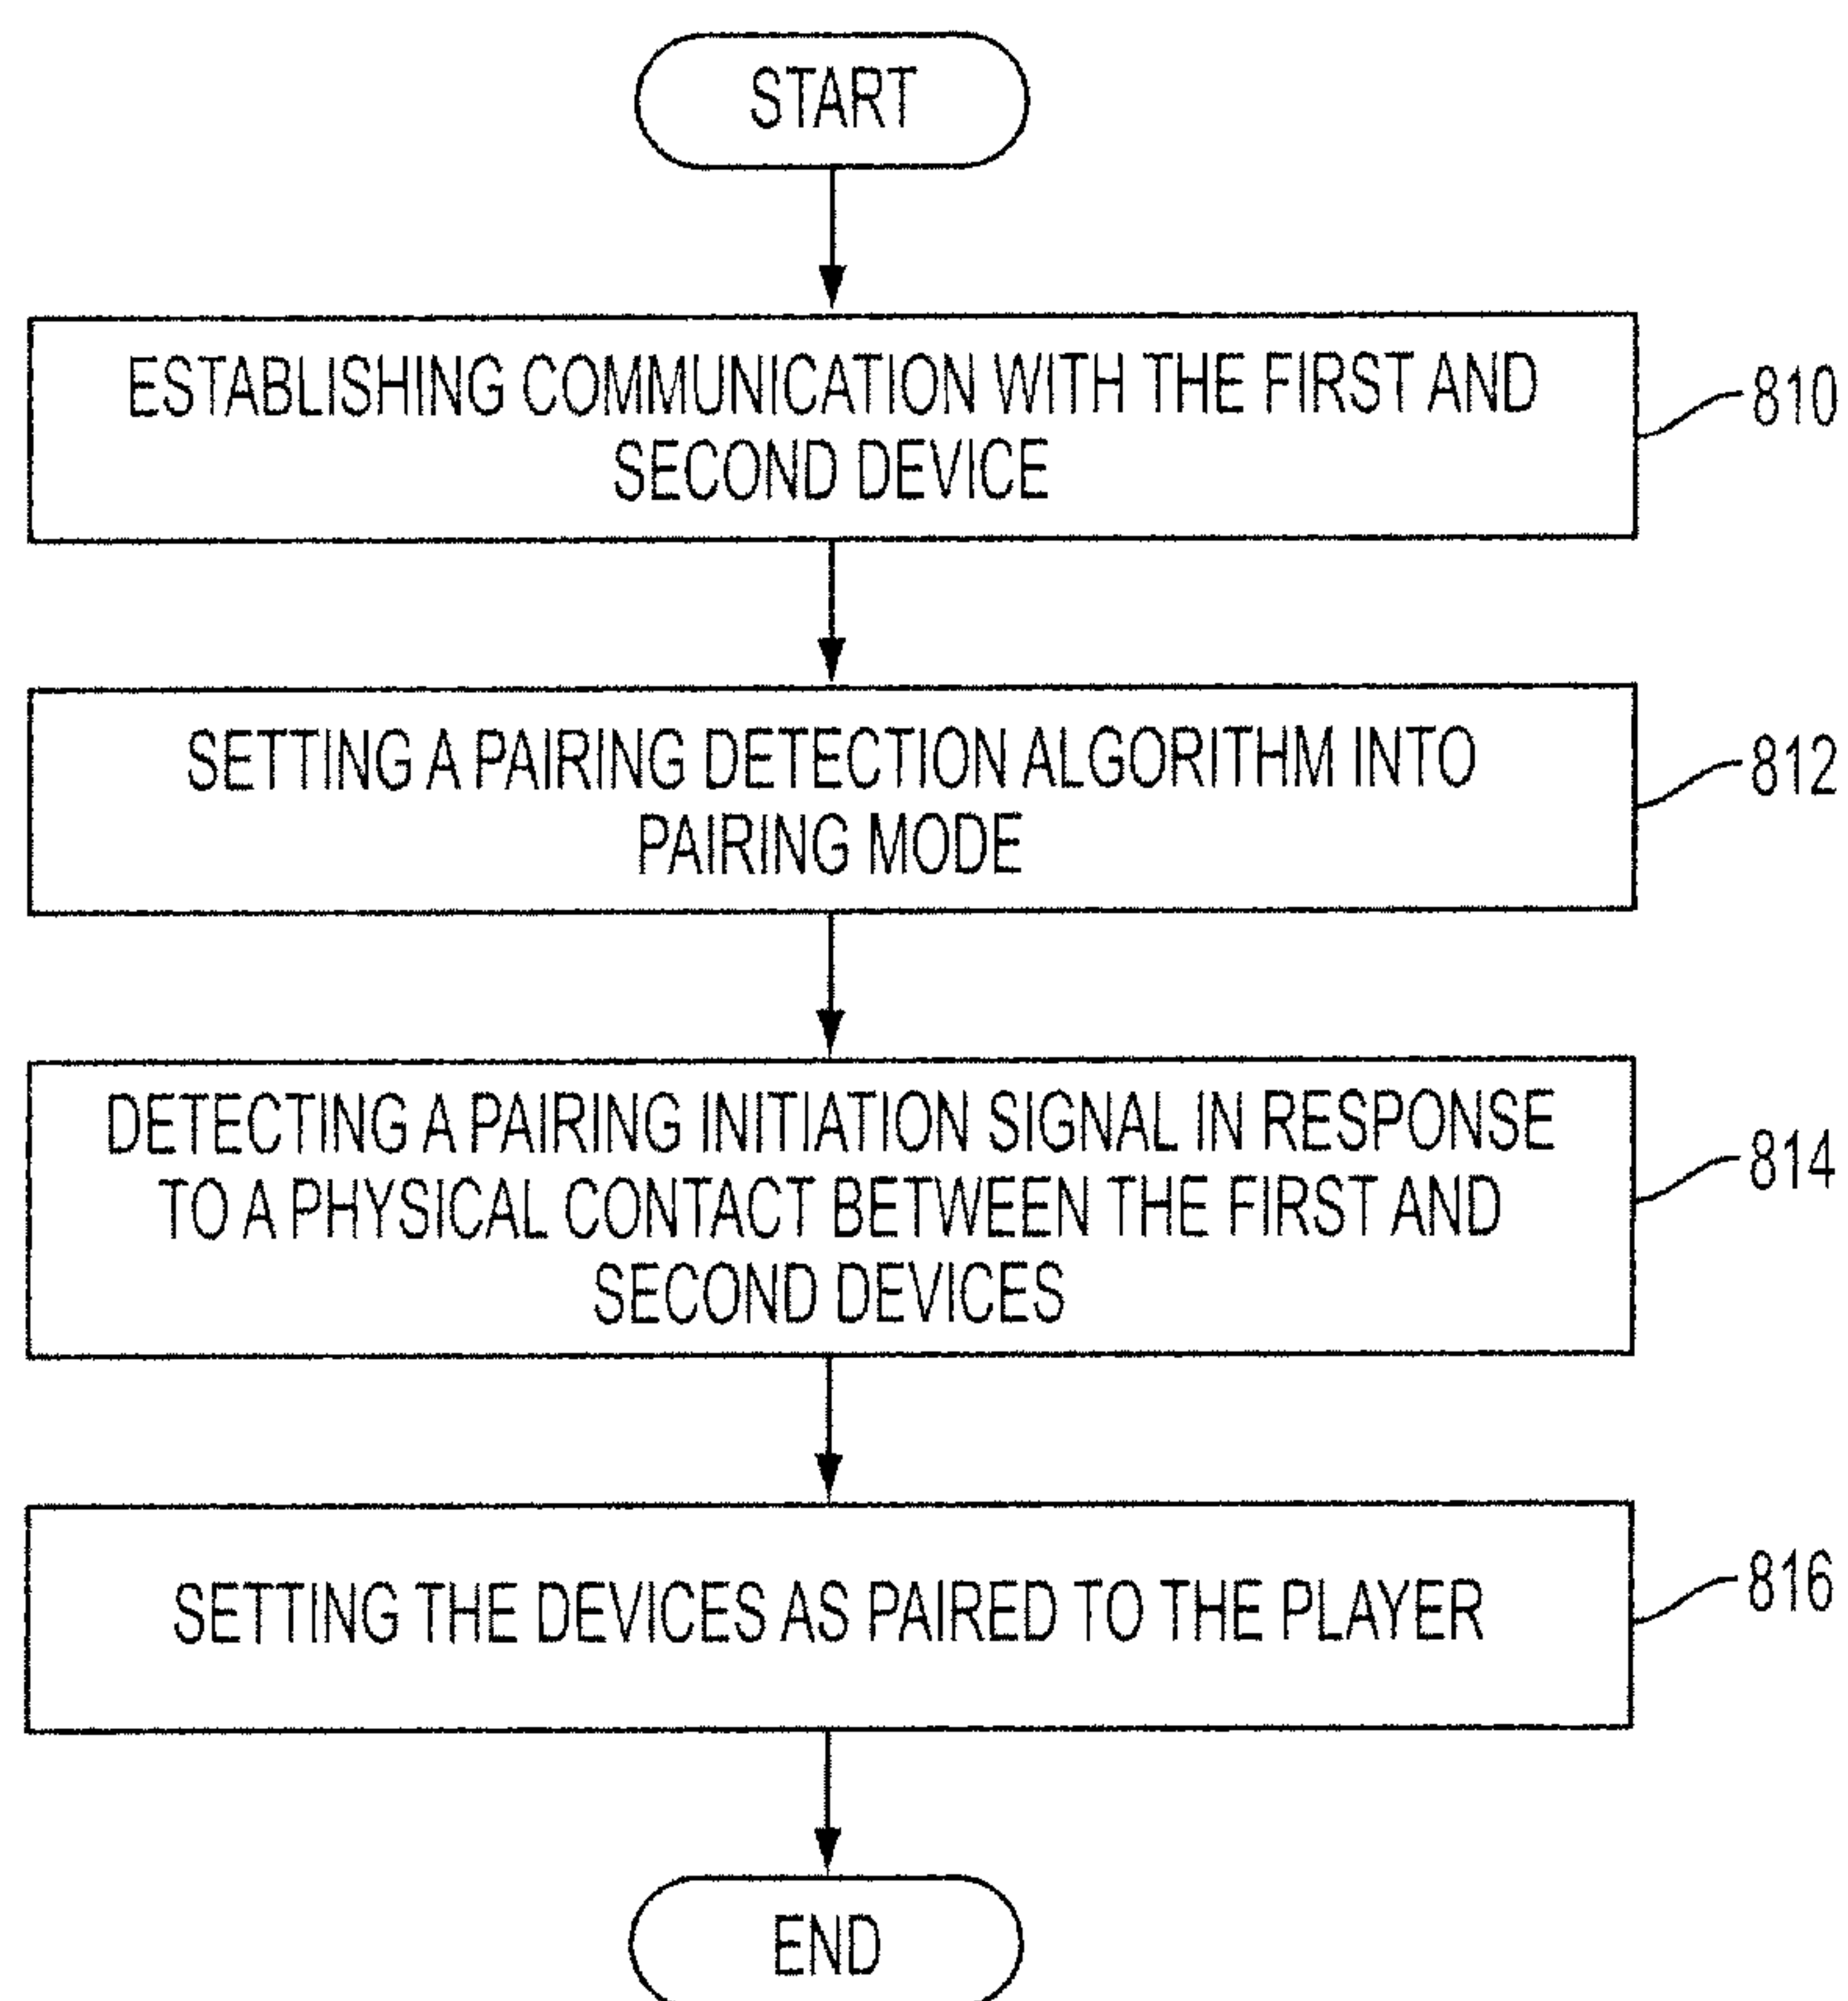 START
ESTABLISHING COMMUNICATION WITH THE FIRST AND
SECOND DEVICE
810
SETTING A PAIRING DETECTION ALGORITHM INTO
PAIRING MODE
812
DETECTING A PAIRING INITIATION SIGNAL IN RESPONSE
TO A PHYSICAL CONTACT BETWEEN THE FIRST AND
SECOND DEVICES
814
SETTING THE DEVICES AS PAIRED TO THE PLAYER
816
END